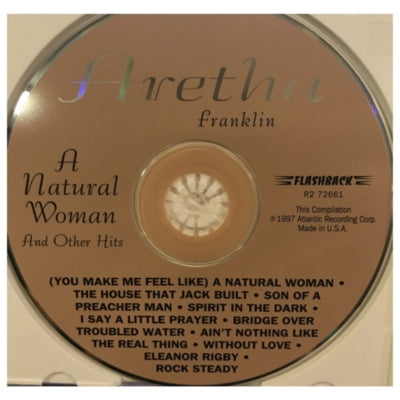 Aretha
Franklin
A
Natural
Woman
And Other Hits
FLASHBACK
R2 72661
This Compilation
℗1997 Atlantic Recording Corp.
Made in U.S.A.
(YOU MAKE ME FEEL LIKE) A NATURAL WOMAN •
THE HOUSE THAT JACK BUILT • SON OF A
PREACHER MAN • SPIRIT IN THE DARK •
I SAY A LITTLE PRAYER • BRIDGE OVER
TROUBLED WATER • AIN'T NOTHING LIKE
THE REAL THING • WITHOUT LOVE •
ELEANOR RIGBY •
ROCK STEADY